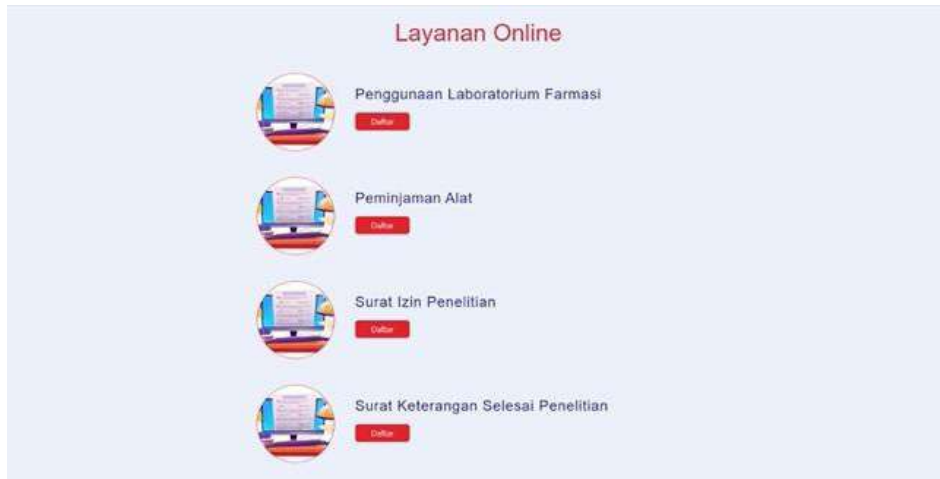 Layanan Online
Penggunaan Laboratorium Farmasi
Daftar
Peminjaman Alat
Daftar
Surat Izin Penelitian
Daftar
Surat Keterangan Selesai Penelitian
Daftar